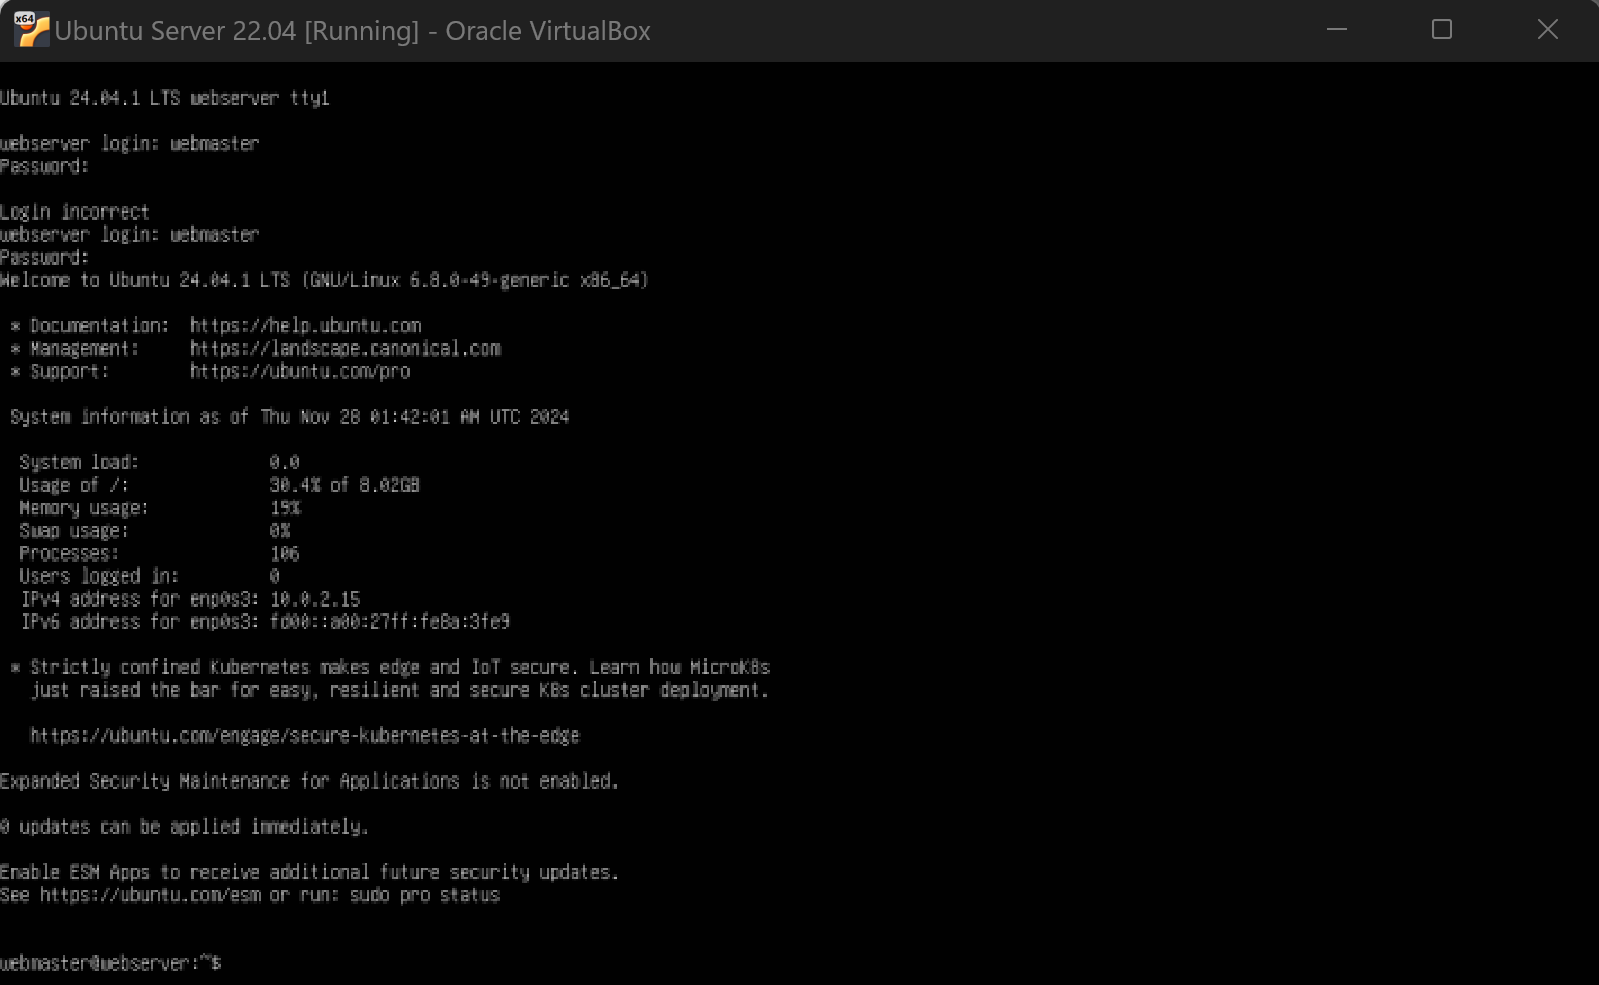 x64
Ubuntu Server 22.04 [Running] - Oracle VirtualBox
Ubuntu 24.04.1 LTS webserver tty1
webserver login: webmaster
Password:
Login incorrect
webserver login: webmaster
Password:
Welcome to Ubuntu 24.04.1 LTS (GNU/Linux 6.8.0-49-generic x86_64)
* Documentation:  https://help.ubuntu.com
* Management:     https://landscape.canonical.com
* Support:        https://ubuntu.com/pro
System information as of Thu Nov 28 01:42:01 AM UTC 2024
System load:             0.0
Usage of /:              30.4% of 8.02GB
Memory usage:            19%
Swap usage:              0%
Processes:               106
Users logged in:         0
IPv4 address for enp0s3: 10.0.2.15
IPv6 address for enp0s3: fd00::a00:27ff:fe8a:3fe9
* Strictly confined Kubernetes makes edge and IoT secure. Learn how MicroK8s
just raised the bar for easy, resilient and secure K8s cluster deployment.
https://ubuntu.com/engage/secure-kubernetes-at-the-edge
Expanded Security Maintenance for Applications is not enabled.
0 updates can be applied immediately.
Enable ESM Apps to receive additional future security updates.
See https://ubuntu.com/esm or run: sudo pro status
webmaster@webserver:~$